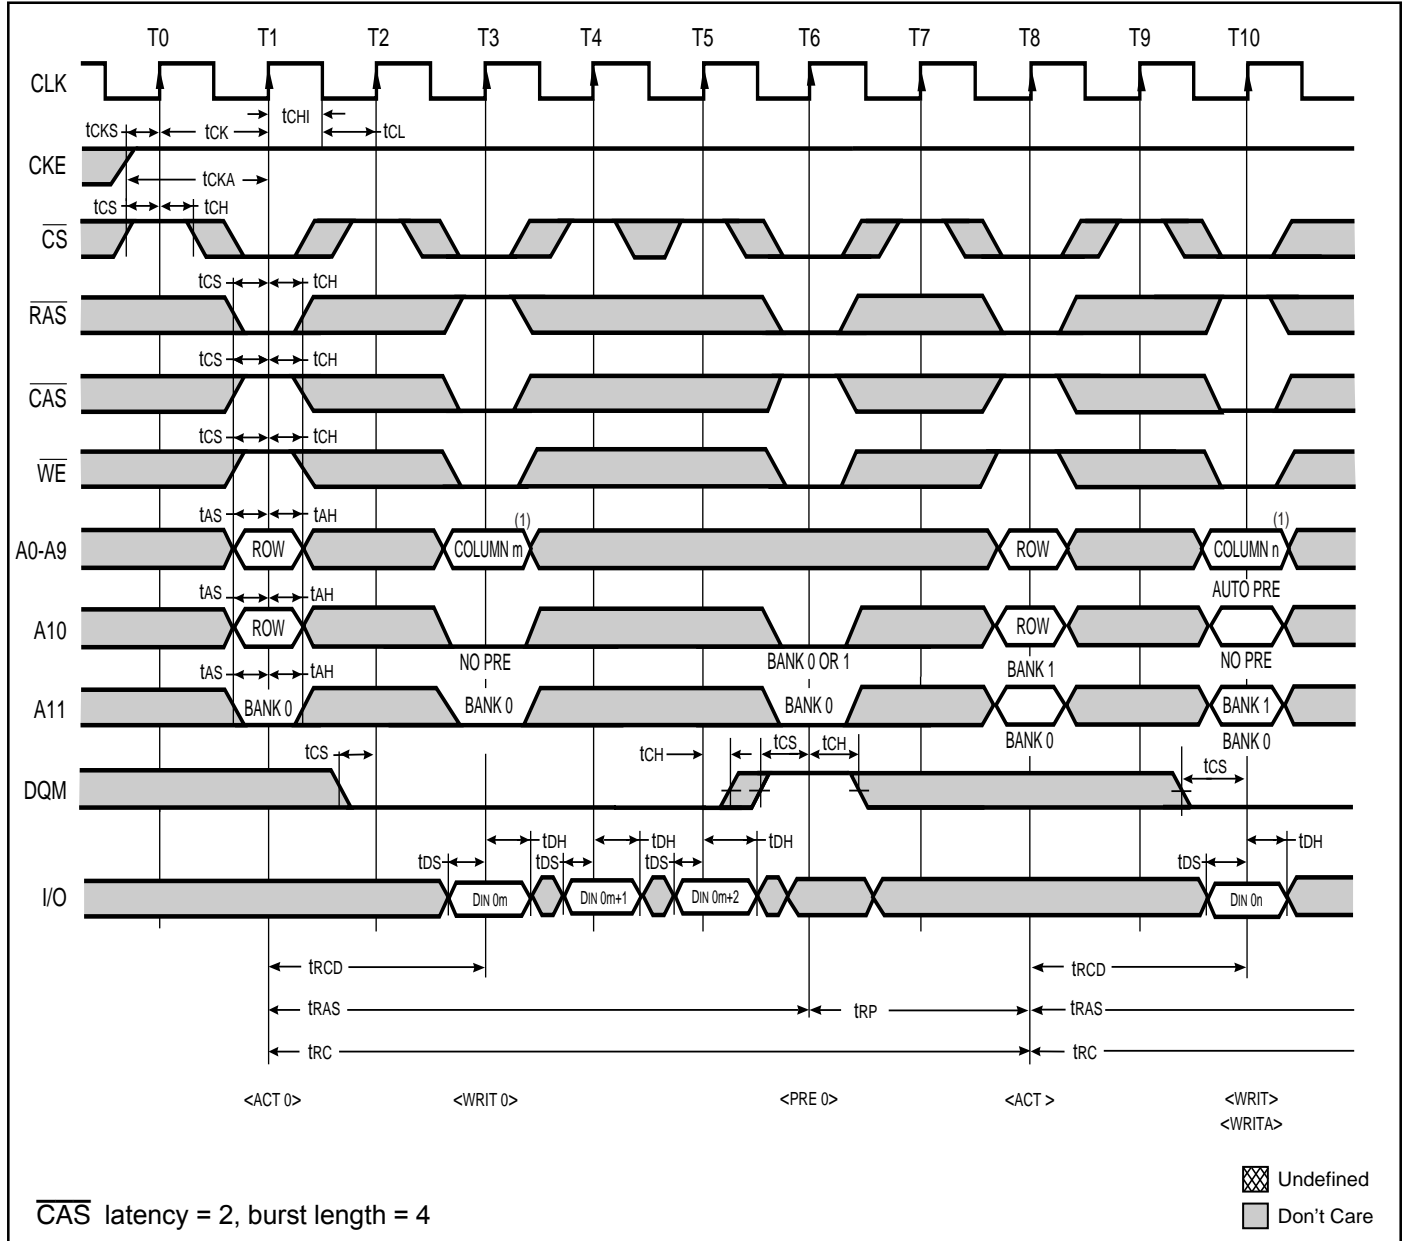 T0 T1 T2 T3 T4 T5 T6 T7 T8 T9 T10
CLK
tCHI
tCKS tCK tCL
CKE
tCKA
tCS tCH
CS
tCS tCH
RAS
tCS tCH
CAS
tCS tCH
WE
tAS tAH (1) (1)
A0-A9 ROW COLUMN m ROW COLUMN n
AUTO PRE
tAS tAH
A10 ROW ROW
NO PRE BANK 0 OR 1 BANK 1 NO PRE
tAS tAH
A11 BANK 0 BANK 0 BANK 0 BANK 1
BANK 0 BANK 0
tCS tCH tCS tCH tCS
DQM
tDS tDH tDS tDH tDS tDH tDS tDH
I/O DIN 0m DIN 0m+1 DIN 0m+2 DIN 0n
tRCD tRCD
tRAS tRP tRAS
tRC tRC
<ACT 0> <WRIT 0> <PRE 0> <ACT > <WRIT>
<WRITA>
Undefined
CAS latency = 2, burst length = 4
Don't Care